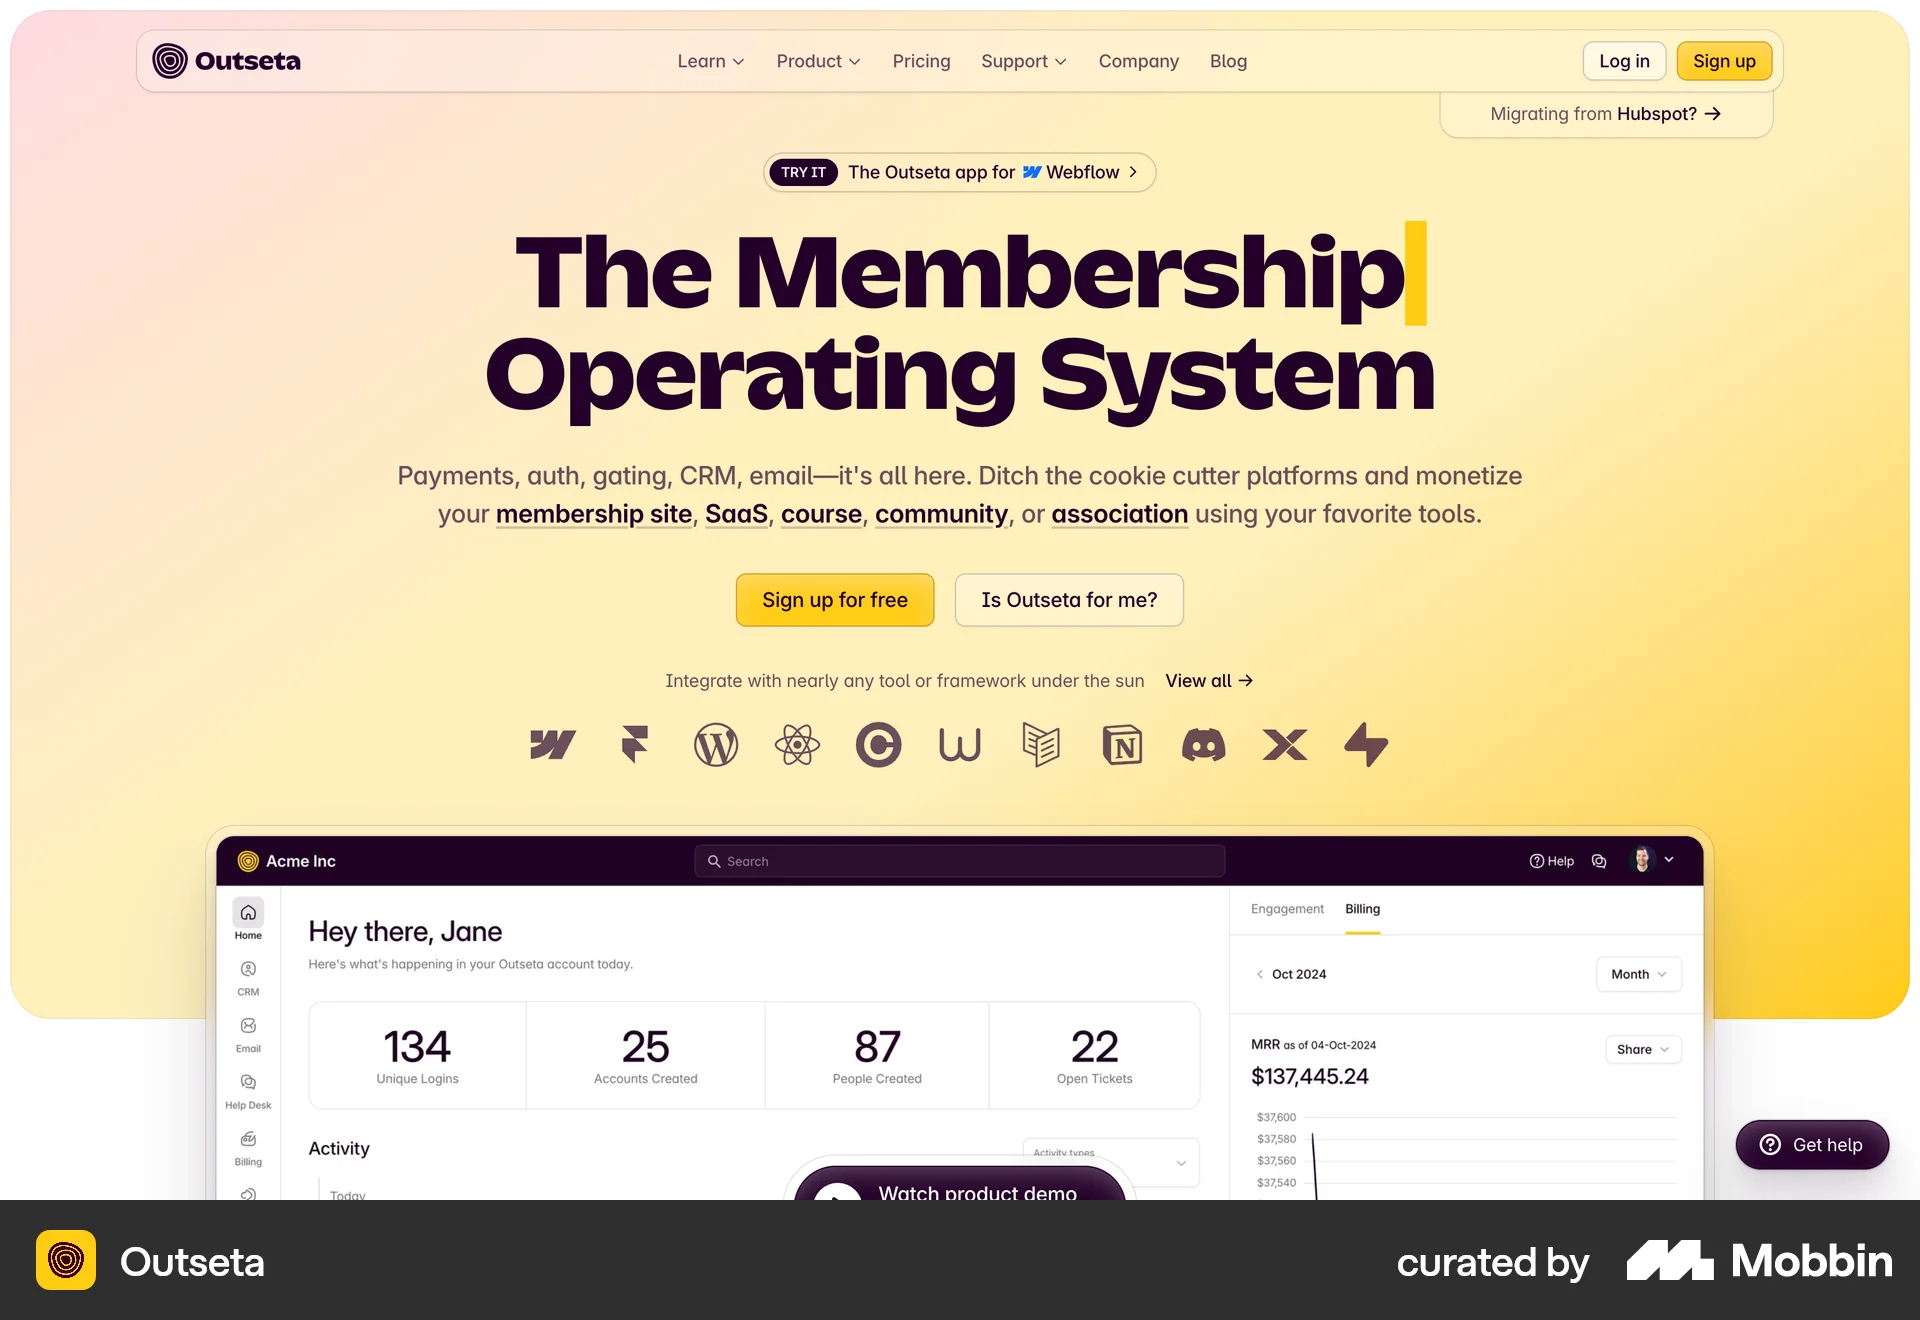 Outseta
Learn
Product
Pricing
Support
Company
Blog
Log in
Sign up
Migrating from Hubspot? →
TRY IT The Outseta app for Webflow >
The Membership
Operating System
Payments, auth, gating, CRM, email—it's all here. Ditch the cookie cutter platforms and monetize
your membership site, SaaS, course, community, or association using your favorite tools.
Sign up for free
Is Outseta for me?
Integrate with nearly any tool or framework under the sun View all →
Acme Inc
Search
Help
Home
CRM
Email
Help Desk
Billing
Hey there, Jane
Here's what's happening in your Outseta account today.
134
Unique Logins
25
Accounts Created
87
People Created
22
Open Tickets
Activity
Activity types
Today
Watch product demo
Engagement
Billing
< Oct 2024
Month
MRR as of 04-Oct-2024
Share
$137,445.24
$37,600
$37,580
$37,560
$37,540
Get help
Outseta
curated by Mobbin